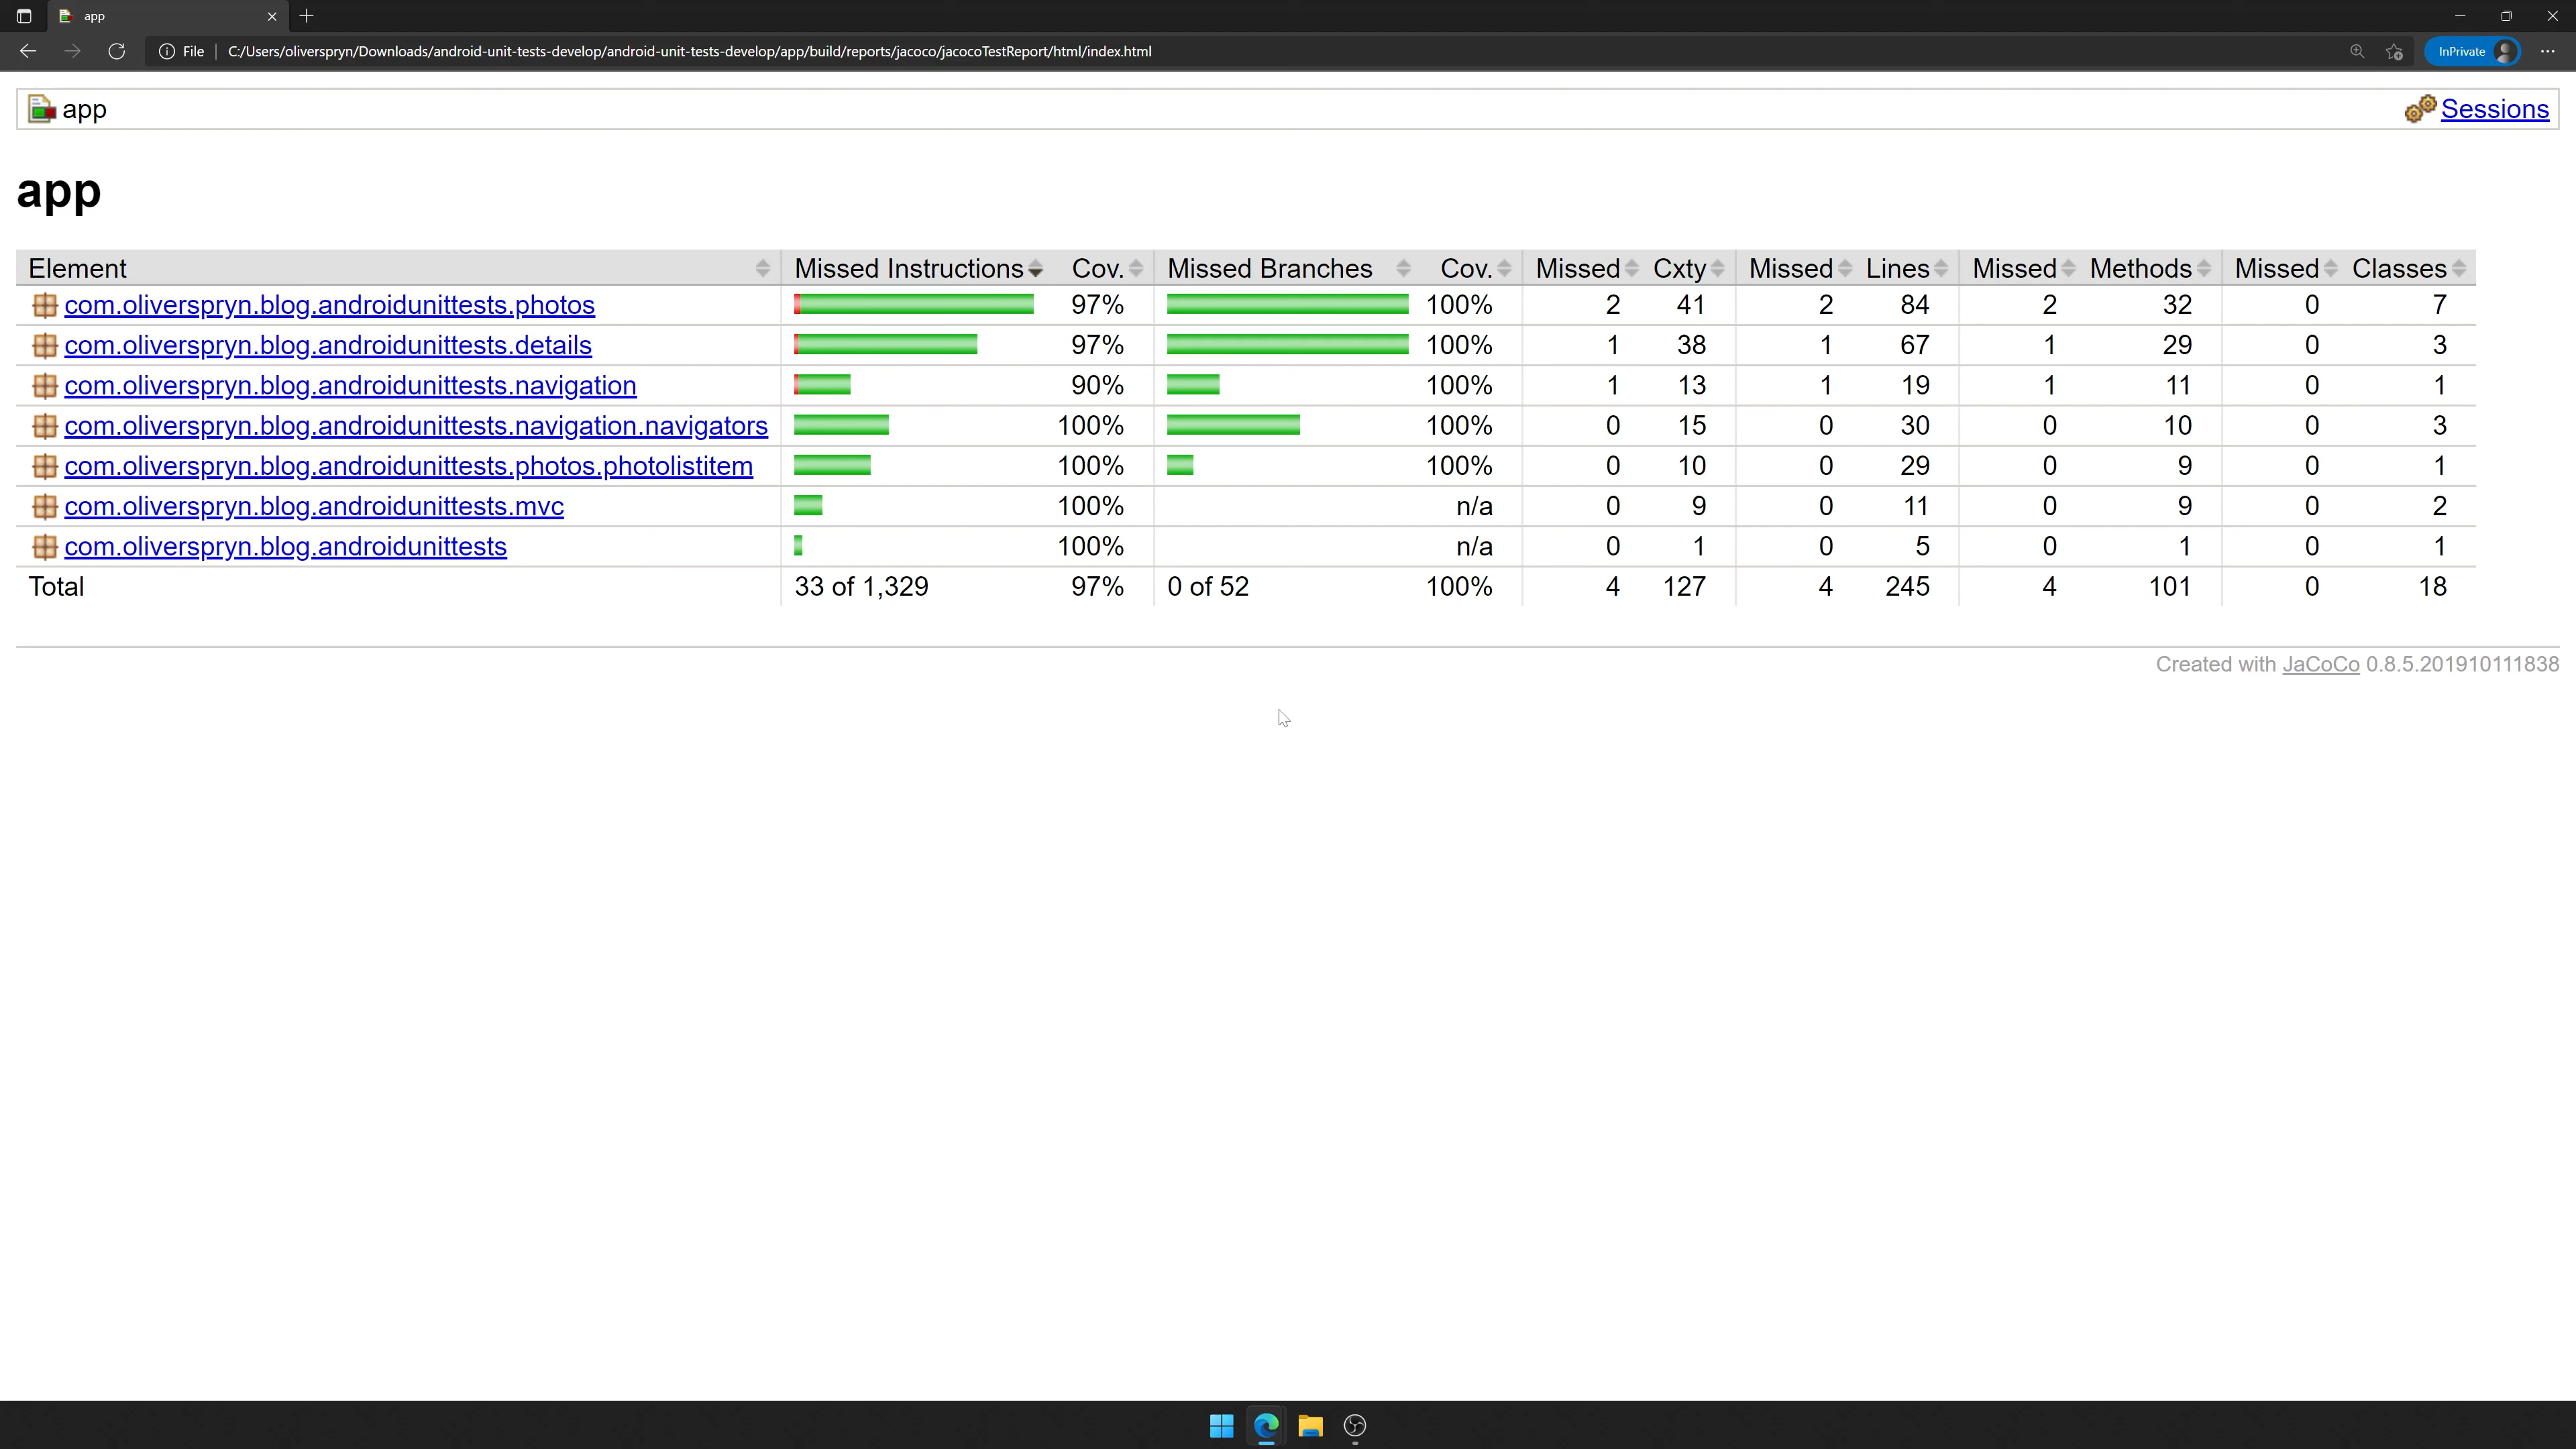 app
File C:/Users/oliverspryn/Downloads/android-unit-tests-develop/android-unit-tests-develop/app/build/reports/jacoco/jacocoTestReport/html/index.html InPrivate
app Sessions
app
Element Missed Instructions Cov. Missed Branches Cov. Missed Cxty Missed Lines Missed Methods Missed Classes
com.oliverspryn.blog.androidunittests.photos 97% 100% 2 41 2 84 2 32 0 7
com.oliverspryn.blog.androidunittests.details 97% 100% 1 38 1 67 1 29 0 3
com.oliverspryn.blog.androidunittests.navigation 90% 100% 1 13 1 19 1 11 0 1
com.oliverspryn.blog.androidunittests.navigation.navigators 100% 100% 0 15 0 30 0 10 0 3
com.oliverspryn.blog.androidunittests.photos.photolistitem 100% 100% 0 10 0 29 0 9 0 1
com.oliverspryn.blog.androidunittests.mvc 100% n/a 0 9 0 11 0 9 0 2
com.oliverspryn.blog.androidunittests 100% n/a 0 1 0 5 0 1 0 1
Total 33 of 1,329 97% 0 of 52 100% 4 127 4 245 4 101 0 18
Created with JaCoCo 0.8.5.201910111838